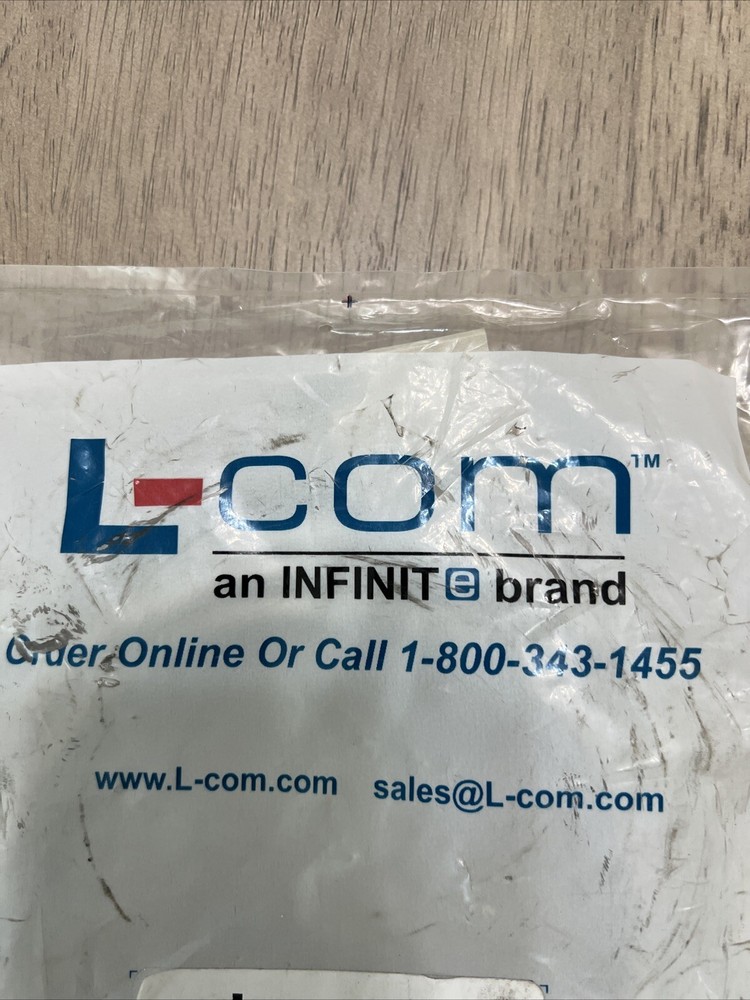 L-com™
an INFINITe brand
Order Online Or Call 1-800-343-1455
www.L-com.com sales@L-com.com